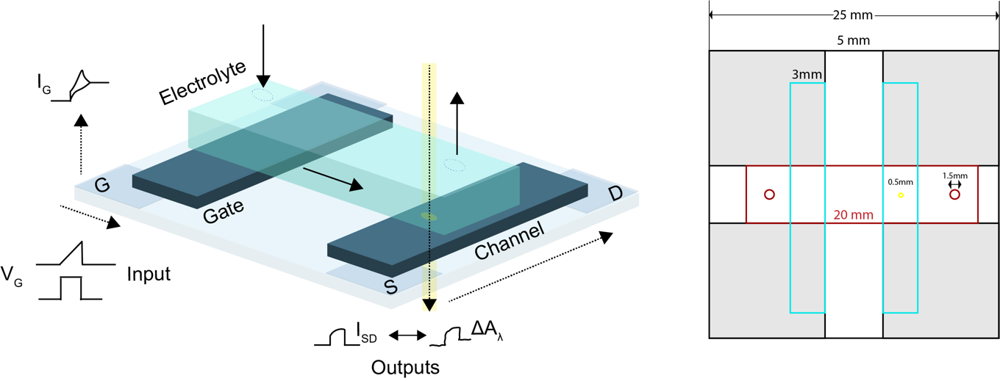 I_G
Electrolyte
G
Gate
D
Channel
S
V_G
Input
I_SD
ΔA_λ
Outputs
25 mm
5 mm
3mm
0.5mm
1.5mm
20 mm